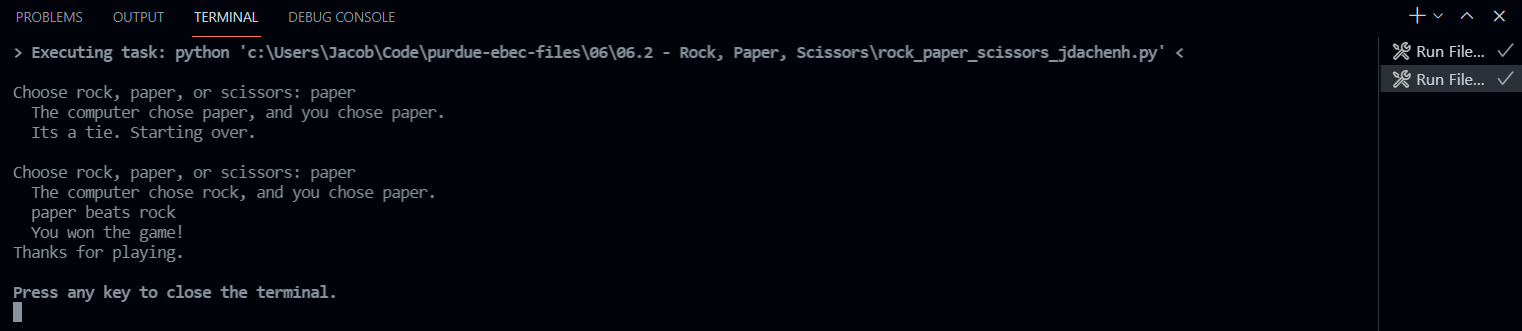 PROBLEMS OUTPUT TERMINAL DEBUG CONSOLE
> Executing task: python 'c:\Users\Jacob\Code\purdue-ebec-files\06\06.2 - Rock, Paper, Scissors\rock_paper_scissors_jdachenh.py' <
Choose rock, paper, or scissors: paper
The computer chose paper, and you chose paper.
Its a tie. Starting over.
Choose rock, paper, or scissors: paper
The computer chose rock, and you chose paper.
paper beats rock
You won the game!
Thanks for playing.
Press any key to close the terminal.
Run File...
Run File...